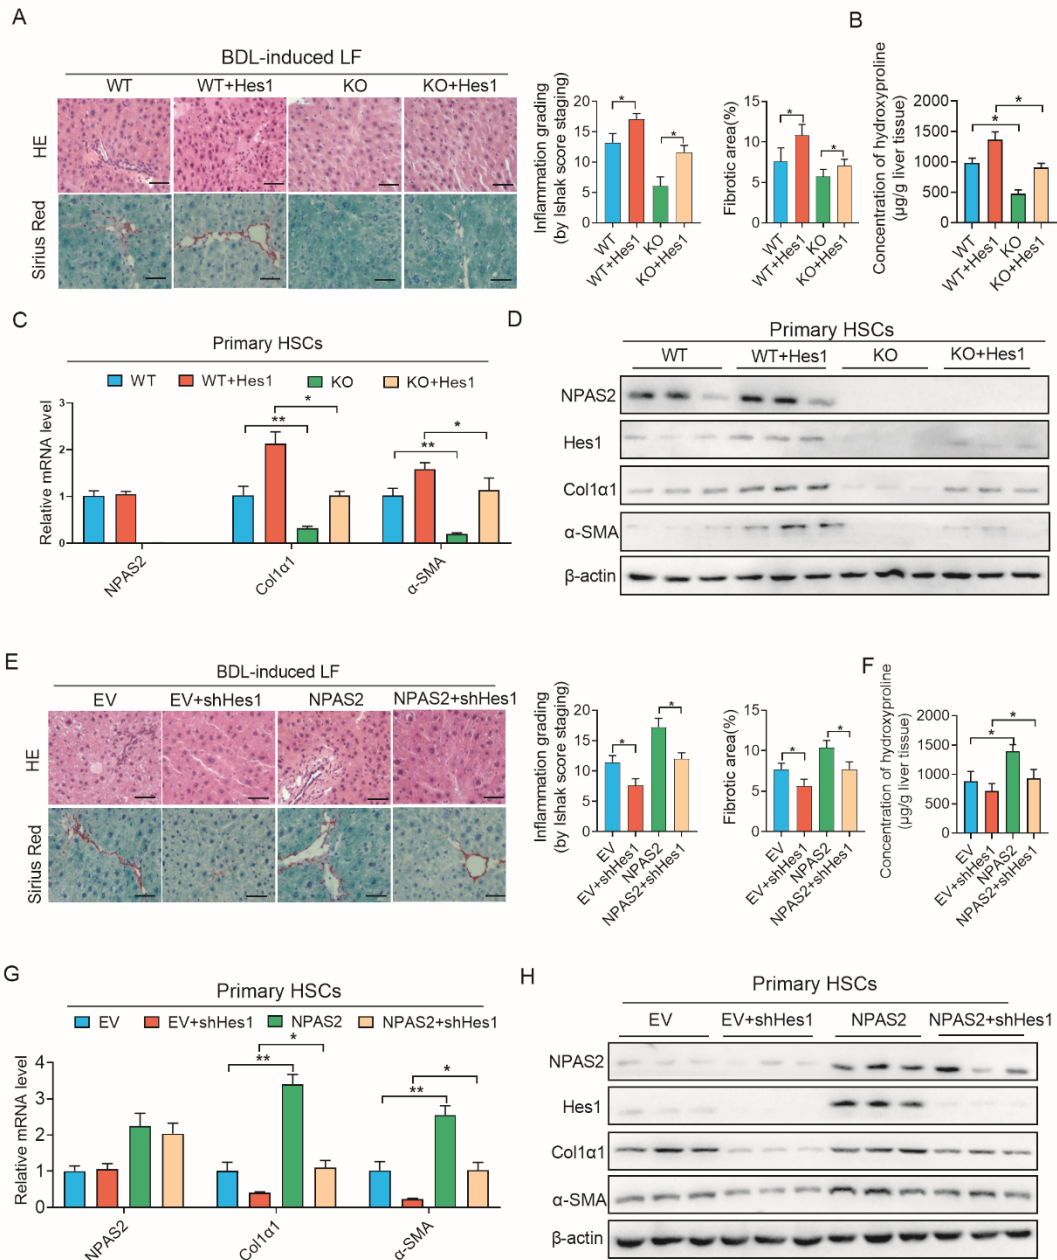 A
BDL-induced LF
WT WT+Hes1 KO KO+Hes1
HE
Sirius Red
Inflammation grading
(by Ishak score staging)
20
15
10
5
0
* *
WT
WT+Hes1
KO
KO+Hes1
Fibrotic area(%)
15
10
5
0
* *
WT
WT+Hes1
KO
KO+Hes1
B
Concentration of hydroxyproline
(μg/g liver tissue)
2000
1500
1000
500
0
* *
WT
WT+Hes1
KO
KO+Hes1
C
Primary HSCs
WT WT+Hes1 KO KO+Hes1
Relative mRNA level
3
2
1
0
** *
** *
NPAS2
Col1α1
α-SMA
D
Primary HSCs
WT WT+Hes1 KO KO+Hes1
NPAS2
Hes1
Col1α1
α-SMA
β-actin
E
BDL-induced LF
EV EV+shHes1 NPAS2 NPAS2+shHes1
HE
Sirius Red
Inflammation grading
(by Ishak score staging)
20
15
10
5
0
* *
EV
EV+shHes1
NPAS2
NPAS2+shHes1
Fibrotic area(%)
15
10
5
0
* *
EV
EV+shHes1
NPAS2
NPAS2+shHes1
F
Concentration of hydroxyproline
(μg/g liver tissue)
2000
1500
1000
500
0
* *
EV
EV+shHes1
NPAS2
NPAS2+shHes1
G
Primary HSCs
EV EV+shHes1 NPAS2 NPAS2+shHes1
Relative mRNA level
4
3
2
1
0
** *
** *
NPAS2
Col1α1
α-SMA
H
Primary HSCs
EV EV+shHes1 NPAS2 NPAS2+shHes1
NPAS2
Hes1
Col1α1
α-SMA
β-actin